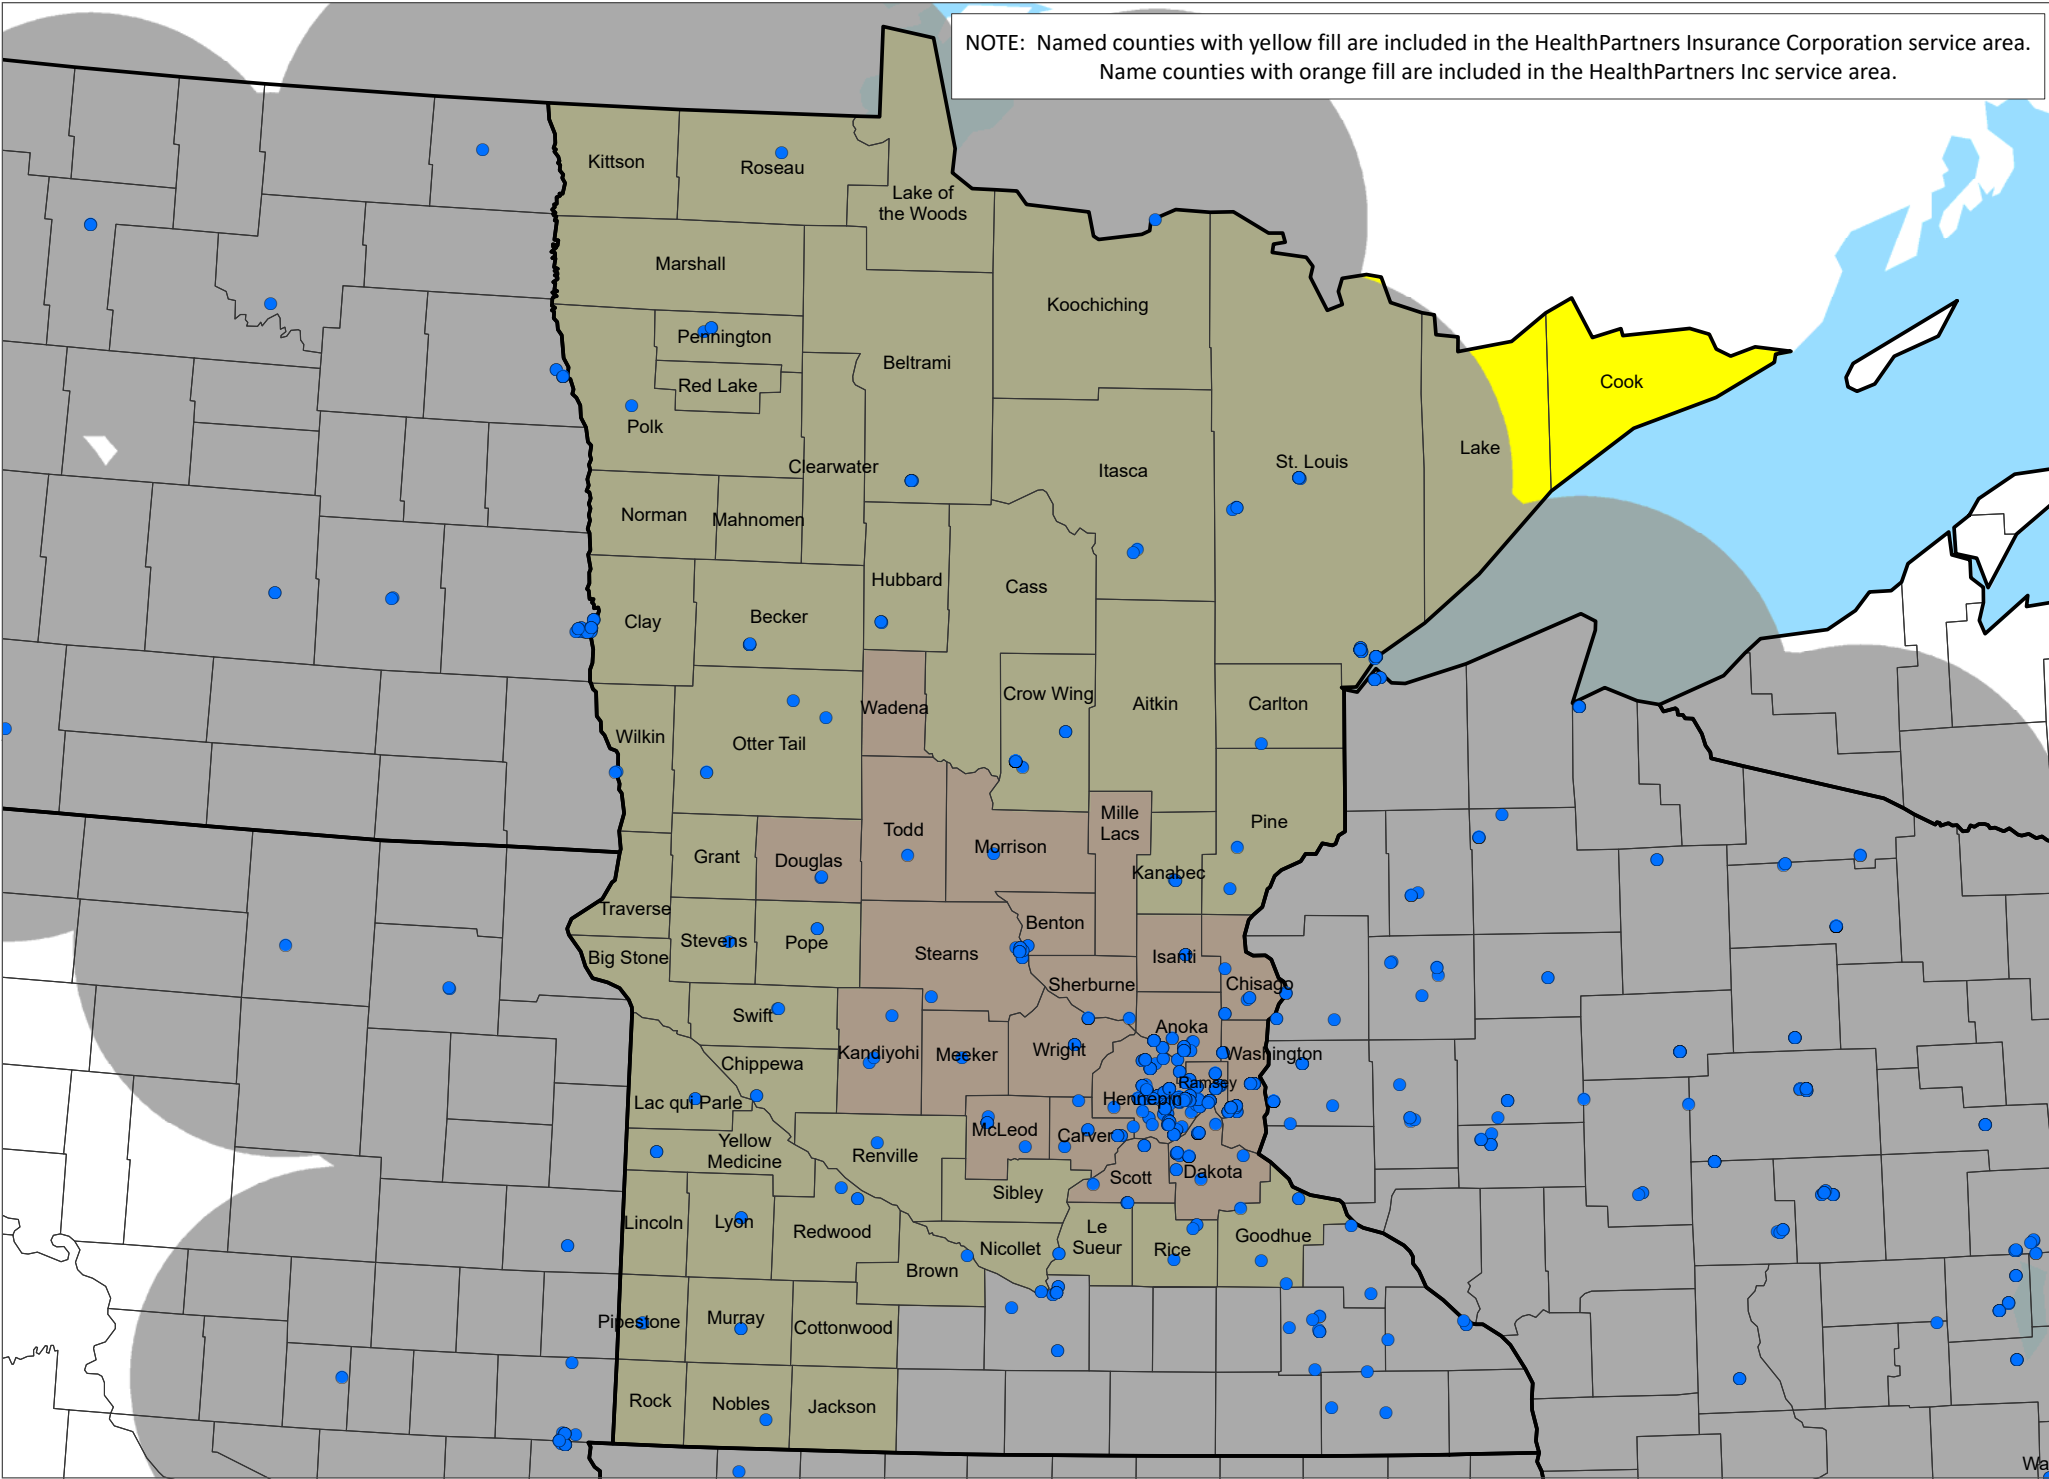 NOTE: Named counties with yellow fill are included in the HealthPartners Insurance Corporation service area.
Name counties with orange fill are included in the HealthPartners Inc service area.
Kittson
Roseau
Lake of
the Woods
Marshall
Koochiching
Pennington
Beltrami
Red Lake
Cook
Polk
Lake
Clearwater
Itasca
St. Louis
Norman
Mahnomen
Hubbard
Cass
Clay
Becker
Crow Wing
Wadena
Aitkin
Carlton
Wilkin
Otter Tail
Mille
Lacs
Todd
Morrison
Pine
Grant
Douglas
Kanabec
Traverse
Benton
Stevens
Pope
Stearns
Isanti
Big Stone
Sherburne
Chisago
Swift
Anoka
Kandiyohi
Meeker
Wright
Washington
Chippewa
Ramsey
Hennepin
Lac qui Parle
McLeod
Carver
Yellow
Medicine
Renville
Scott
Dakota
Sibley
Lincoln
Lyon
Redwood
Le
Sueur
Rice
Goodhue
Nicollet
Brown
Pipestone
Murray
Cottonwood
Rock
Nobles
Jackson
Wa